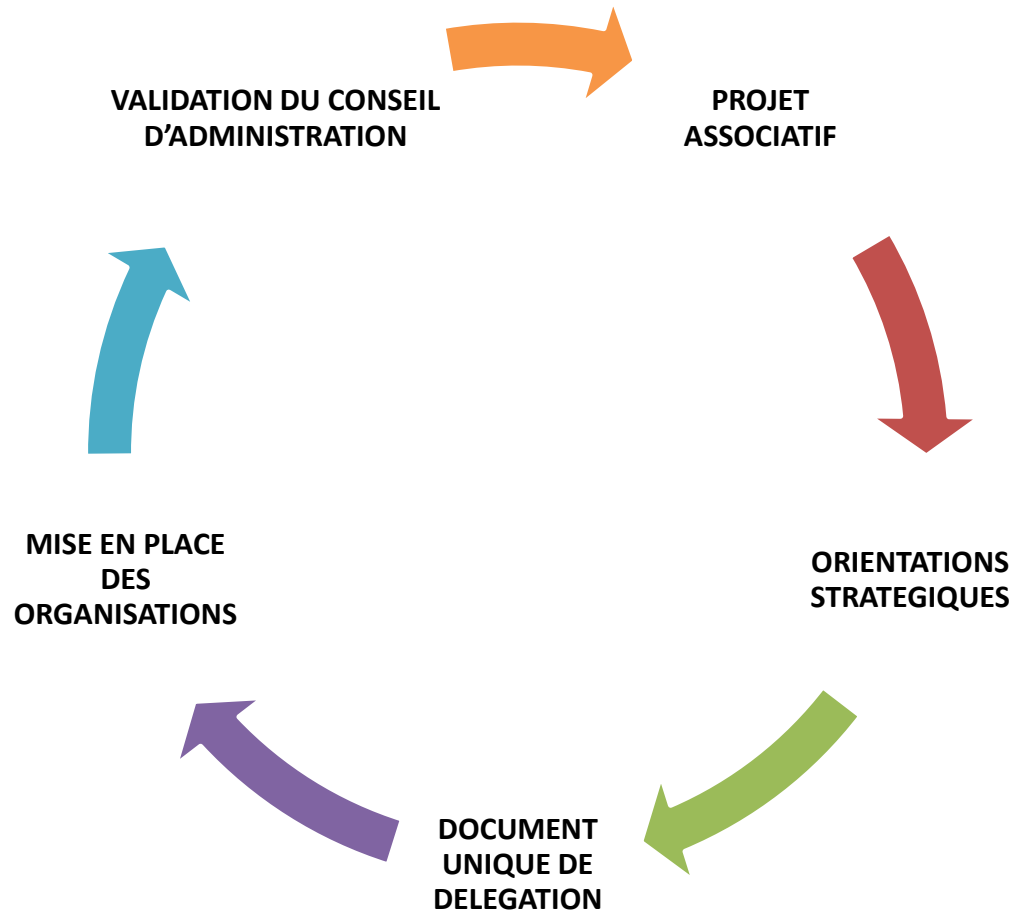 VALIDATION DU CONSEIL
D’ADMINISTRATION
PROJET
ASSOCIATIF
ORIENTATIONS
STRATEGIQUES
DOCUMENT
UNIQUE DE
DELEGATION
MISE EN PLACE
DES
ORGANISATIONS